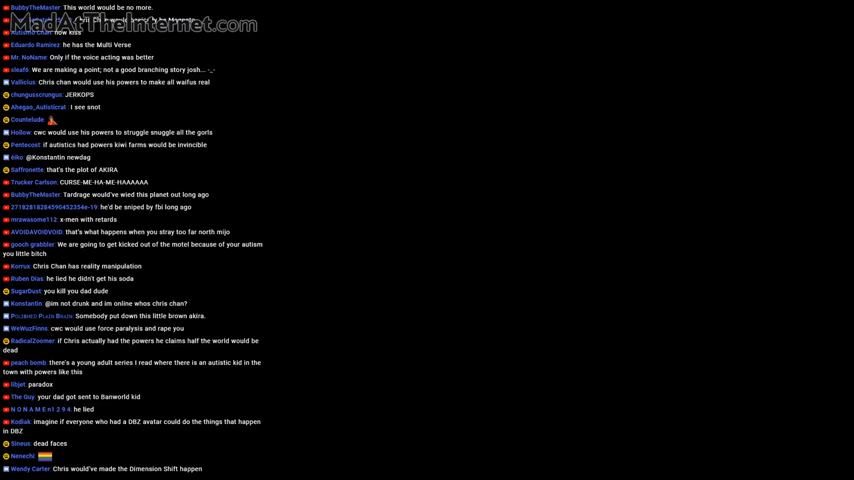 BubbyTheMaster: This world would be no more.
MadAtTheInternet.com
Autismo Chan: now kiss
Eduardo Ramirez: he has the Multi Verse
Mr. NoName: Only if the voice acting was better
sleaf6: We are making a point; not a good branching story josh... -_-
Vallicius: Chris chan would use his powers to make all waifus real
chungusscrungus: JERKOPS
Ahegao_Autisticrat: I see snot
Countelude:
Hollow: cwc would use his powers to struggle snuggle all the gorls
Pentecost: if autistics had powers kiwi farms would be invincible
eiko: @Konstantin newdag
Saffronette: that's the plot of AKIRA
Trucker Carlson: CURSE-ME-HA-ME-HAAAAAA
BubbyTheMaster: Tardrage would've wied this planet out long ago
27182818284590452354e-19: he'd be sniped by fbi long ago
mrawasome112: x-men with retards
AVOIDAVOIDVOID: that's what happens when you stray too far north mijo
gooch grabbler: We are going to get kicked out of the motel because of your autism
you little bitch
Korrux: Chris Chan has reality manipulation
Ruben Dias: he lied he didn't get his soda
SugarDust: you kill you dad dude
Konstantin: @im not drunk and im online whos chris chan?
Polished Plain Brain: Somebody put down this little brown akira.
WeWuzFinns: cwc would use force paralysis and rape you
RadicalZoomer: if Chris actually had the powers he claims half the world would be
dead
peach bomb: there's a young adult series I read where there is an autistic kid in the
town with powers like this
libjet: paradox
The Guy: your dad got sent to Banworld kid
N O N A M E n1 2 9 4: he lied
Kodiak: imagine if everyone who had a DBZ avatar could do the things that happen
in DBZ
Sineus: dead faces
Nenechi:
Wendy Carter: Chris would've made the Dimension Shift happen